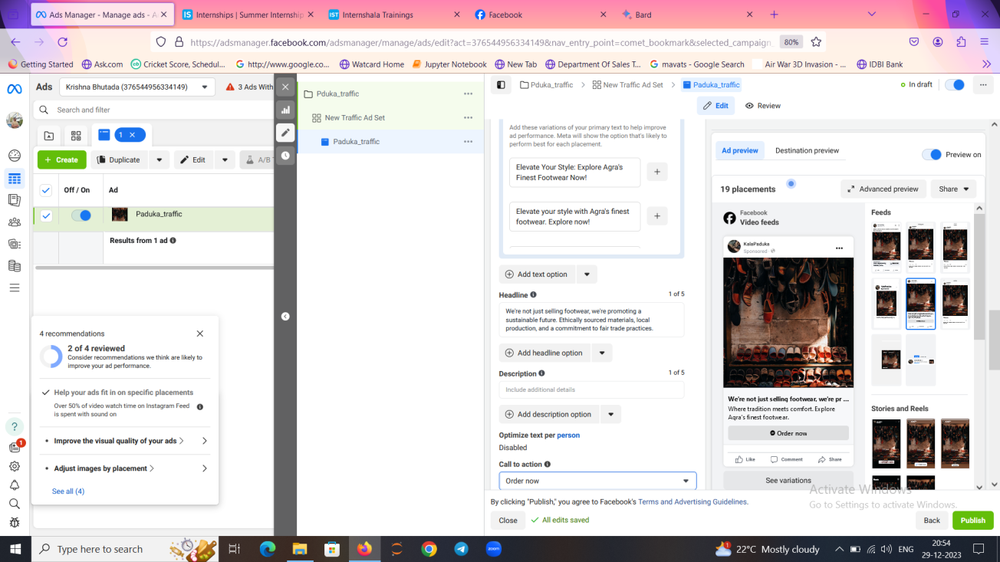 Ads Manager - Manage ads - A
Internships | Summer Internship
Internshala Trainings
Facebook
Bard
https://adsmanager.facebook.com/adsmanager/manage/ads/edit?act=376544956334149&nav_entry_point=comet_bookmark&selected_campaign_
80%
Getting Started
Ask.com
Cricket Score, Schedul...
http://www.google.co...
Watcard Home
Jupyter Notebook
New Tab
Department Of Sales T...
mavats - Google Search
Air War 3D Invasion - ...
IDBI Bank
Ads
Krishna Bhutada (376544956334149)
3 Ads With
Search and filter
1
Create
Duplicate
Edit
A/B
Off / On
Ad
Paduka_traffic
Results from 1 ad
4 recommendations
2 of 4 reviewed
Consider recommendations we think are likely to
improve your ad performance.
Help your ads fit in on specific placements
Over 50% of video watch time on Instagram Feed
is spent with sound on
Improve the visual quality of your ads
Adjust images by placement
See all (4)
Pduka_traffic
New Traffic Ad Set
Paduka_traffic
Pduka_traffic
New Traffic Ad Set
Paduka_traffic
In draft
Edit
Review
Add these variations of your primary text to help improve
ad performance. Meta will show the option that's likely to
perform best for each placement.
Elevate Your Style: Explore Agra's
Finest Footwear Now!
Elevate your style with Agra's finest
footwear. Explore now!
Add text option
Headline
1 of 5
We're not just selling footwear, we're promoting a
sustainable future. Ethically sourced materials, local
production, and a commitment to fair trade practices.
Add headline option
Description
1 of 5
Include additional details
Add description option
Optimize text per person
Disabled
Call to action
Order now
Ad preview
Destination preview
Preview on
19 placements
Advanced preview
Share
Facebook
Video feeds
KalaPaduka
Sponsored
We're not just selling footwear, we're pr ...
Where tradition meets comfort. Explore
Agra's finest footwear.
Order now
Like
Comment
Share
See variations
Feeds
Stories and Reels
Activate Windows
Go to Settings to activate Windows.
By clicking "Publish," you agree to Facebook's Terms and Advertising Guidelines.
Close
All edits saved
Back
Publish
1
Type here to search
zoom
1
22°C Mostly cloudy
ENG
20:54
29-12-2023